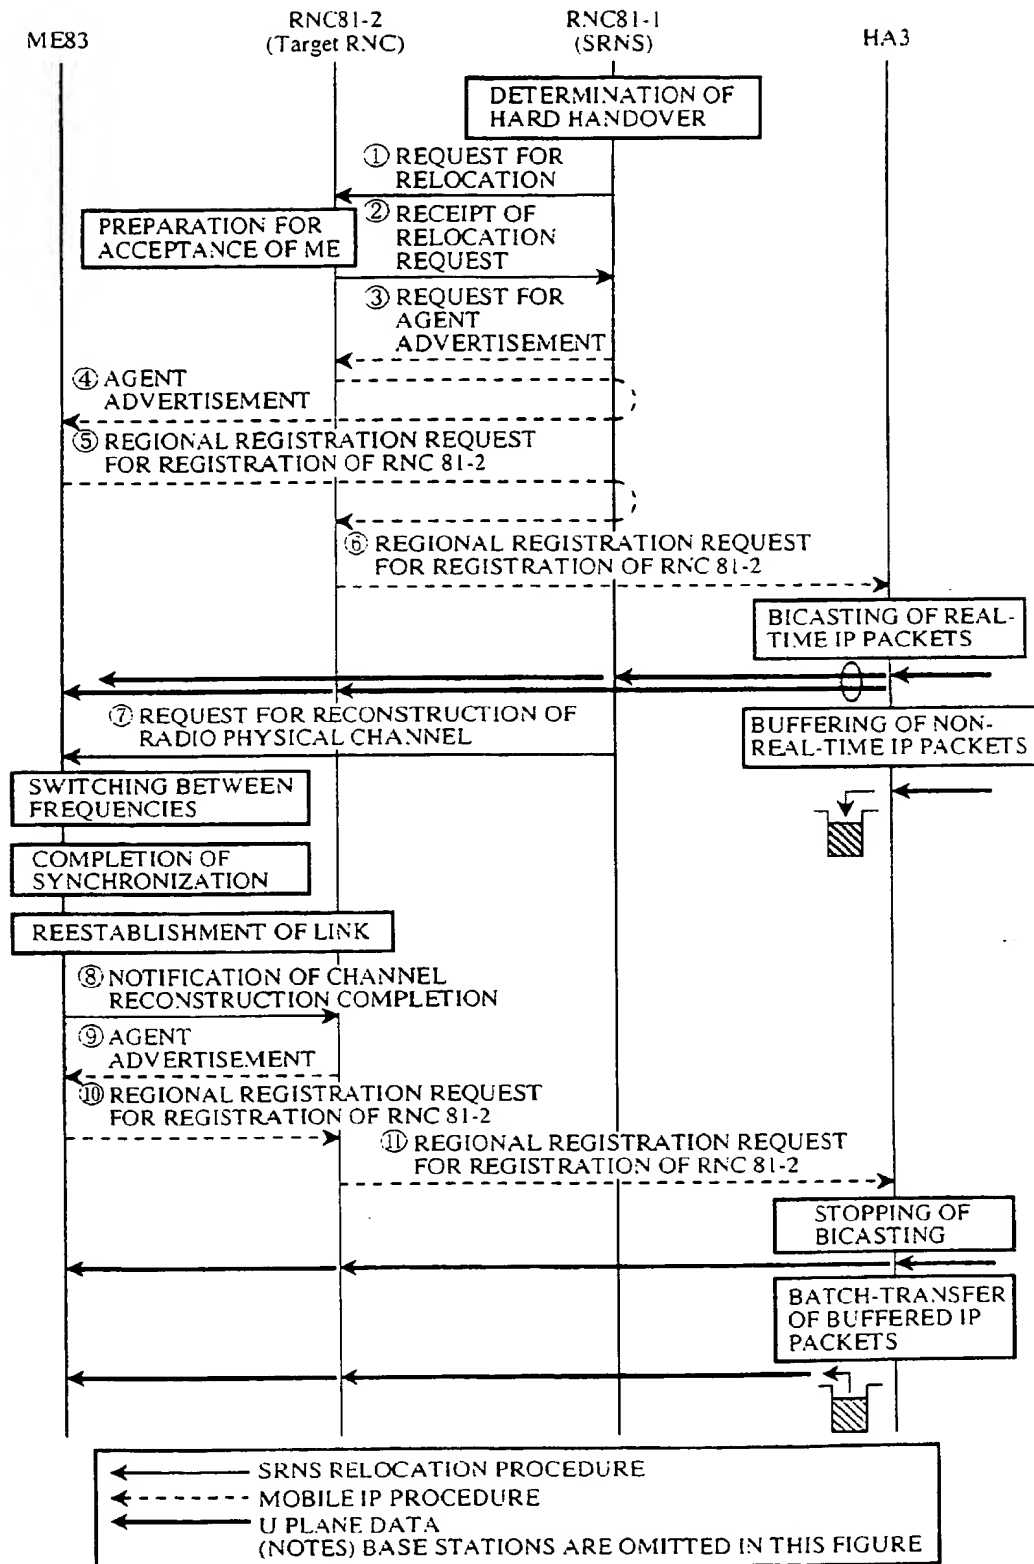 ME83
RNC81-2
(Target RNC)
RNC81-1
(SRNS)
HA3
DETERMINATION OF
HARD HANDOVER
① REQUEST FOR
RELOCATION
PREPARATION FOR
ACCEPTANCE OF ME
② RECEIPT OF
RELOCATION
REQUEST
③ REQUEST FOR
AGENT
ADVERTISEMENT
④ AGENT
ADVERTISEMENT
⑤ REGIONAL REGISTRATION REQUEST
FOR REGISTRATION OF RNC 81-2
⑥ REGIONAL REGISTRATION REQUEST
FOR REGISTRATION OF RNC 81-2
BICASTING OF REAL-
TIME IP PACKETS
⑦ REQUEST FOR RECONSTRUCTION OF
RADIO PHYSICAL CHANNEL
BUFFERING OF NON-
REAL-TIME IP PACKETS
SWITCHING BETWEEN
FREQUENCIES
COMPLETION OF
SYNCHRONIZATION
REESTABLISHMENT OF LINK
⑧ NOTIFICATION OF CHANNEL
RECONSTRUCTION COMPLETION
⑨ AGENT
ADVERTISEMENT
⑩ REGIONAL REGISTRATION REQUEST
FOR REGISTRATION OF RNC 81-2
⑪ REGIONAL REGISTRATION REQUEST
FOR REGISTRATION OF RNC 81-2
STOPPING OF
BICASTING
BATCH-TRANSFER
OF BUFFERED IP
PACKETS
SRNS RELOCATION PROCEDURE
MOBILE IP PROCEDURE
U PLANE DATA
(NOTES) BASE STATIONS ARE OMITTED IN THIS FIGURE